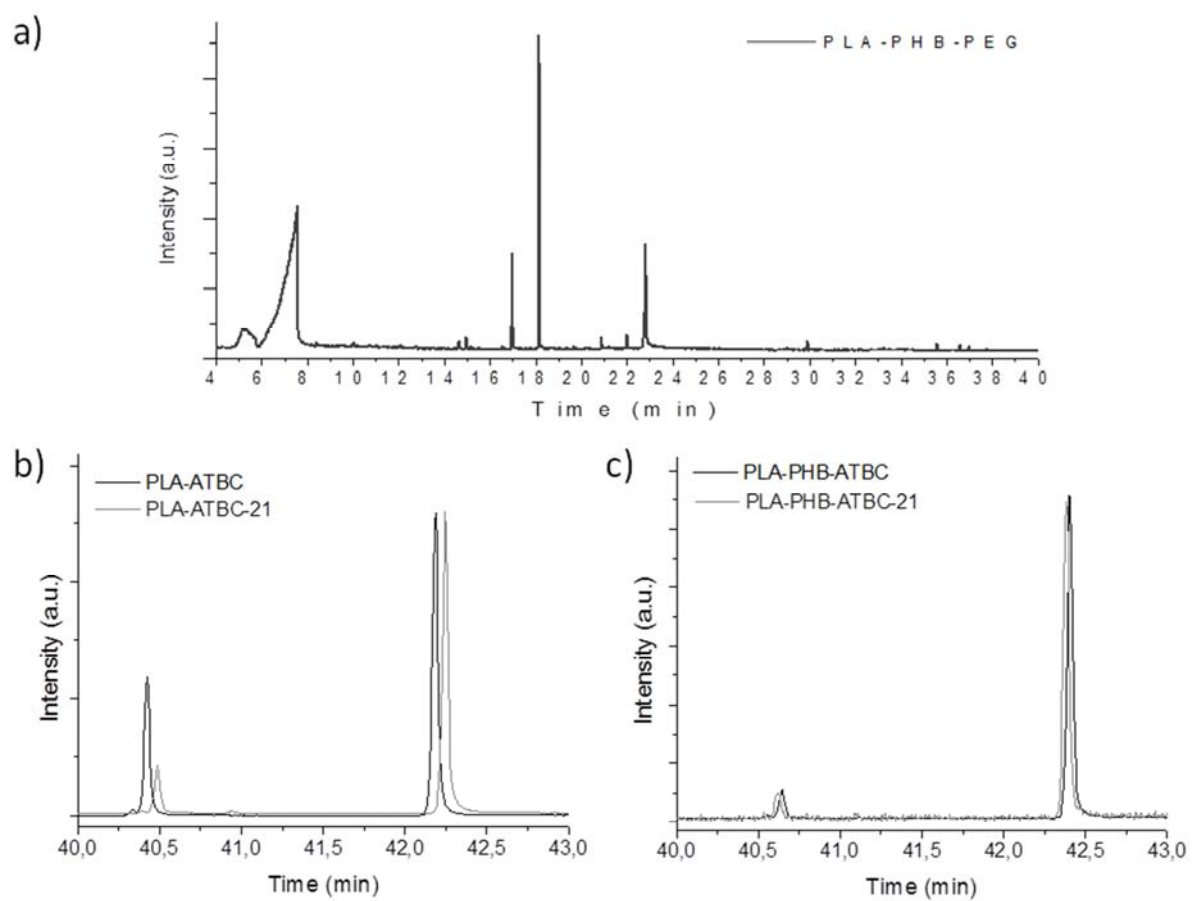 a)
PLA-PHB-PEG
Intensity (a.u.)
4 6 8 10 12 14 16 18 20 22 24 26 28 30 32 34 36 38 40
Time (min)
b)
PLA-ATBC
PLA-ATBC-21
Intensity (a.u.)
40,0 40,5 41,0 41,5 42,0 42,5 43,0
Time (min)
c)
PLA-PHB-ATBC
PLA-PHB-ATBC-21
Intensity (a.u.)
40,0 40,5 41,0 41,5 42,0 42,5 43,0
Time (min)